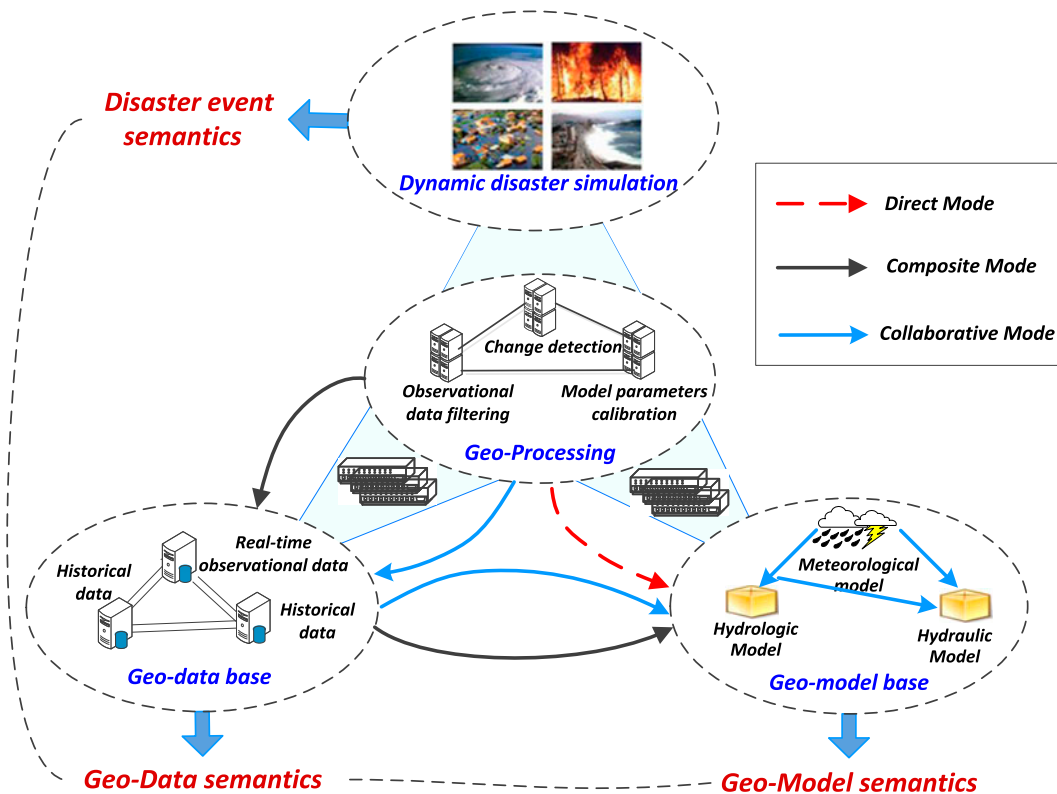 Disaster event
semantics
Dynamic disaster simulation
Direct Mode
Composite Mode
Collaborative Mode
Change detection
Observational
data filtering
Model parameters
calibration
Geo-Processing
Real-time
observational data
Historical
data
Historical
data
Geo-data base
Meteorological
model
Hydrologic
Model
Hydraulic
Model
Geo-model base
Geo-Data semantics
Geo-Model semantics